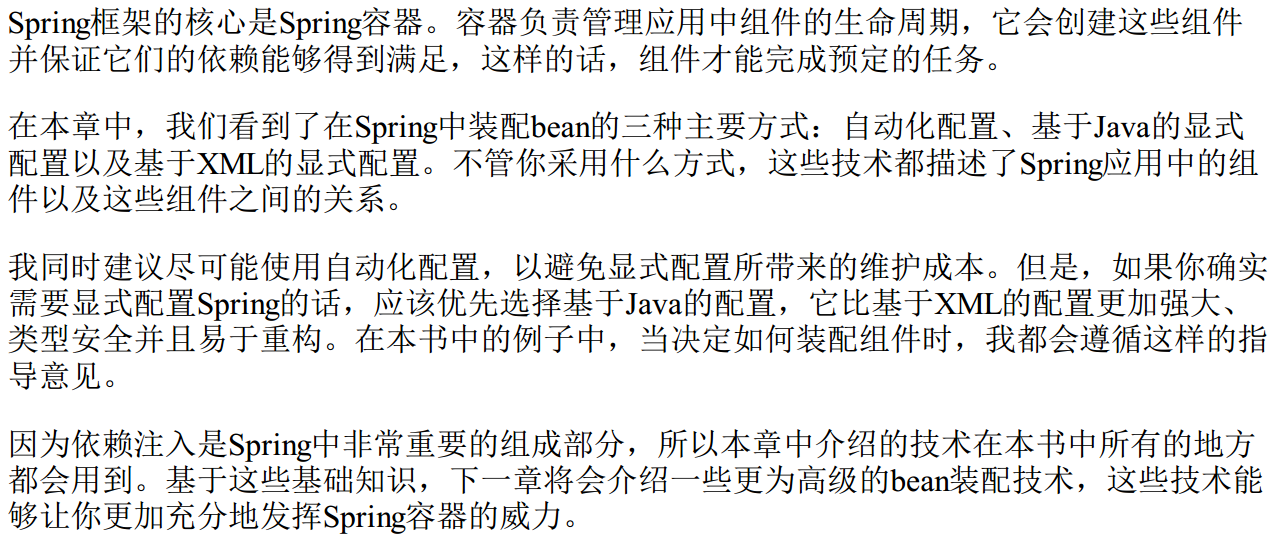 Spring框架的核心是Spring容器。容器负责管理应用中组件的生命周期，它会创建这些组件
并保证它们的依赖能够得到满足，这样的话，组件才能完成预定的任务。
在本章中，我们看到了在Spring中装配bean的三种主要方式：自动化配置、基于Java的显式
配置以及基于XML的显式配置。不管你采用什么方式，这些技术都描述了Spring应用中的组
件以及这些组件之间的关系。
我同时建议尽可能使用自动化配置，以避免显式配置所带来的维护成本。但是，如果你确实
需要显式配置Spring的话，应该优先选择基于Java的配置，它比基于XML的配置更加强大、
类型安全并且易于重构。在本书中的例子中，当决定如何装配组件时，我都会遵循这样的指
导意见。
因为依赖注入是Spring中非常重要的组成部分，所以本章中介绍的技术在本书中所有的地方
都会用到。基于这些基础知识，下一章将会介绍一些更为高级的bean装配技术，这些技术能
够让你更加充分地发挥Spring容器的威力。